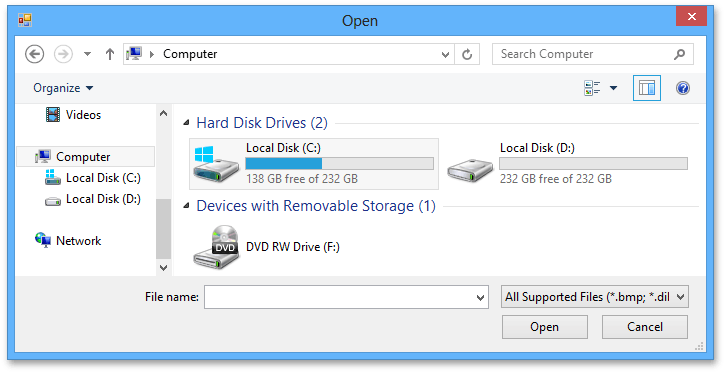 Open
Computer
Search Computer
Organize
Videos
Computer
Local Disk (C:)
Local Disk (D:)
Network
Hard Disk Drives (2)
Local Disk (C:)
138 GB free of 232 GB
Local Disk (D:)
232 GB free of 232 GB
Devices with Removable Storage (1)
DVD
DVD RW Drive (F:)
File name:
All Supported Files (*.bmp; *.dil
Open
Cancel